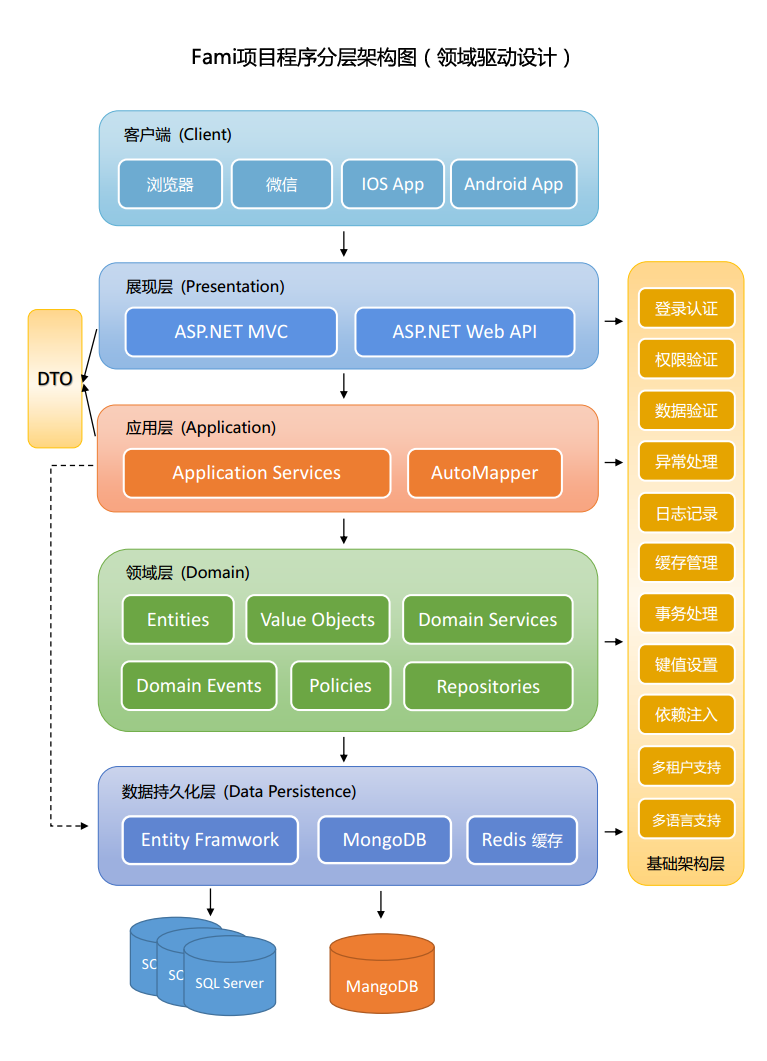 Fami项目程序分层架构图（领域驱动设计）
客户端 (Client)
浏览器
微信
IOS App
Android App
展现层 (Presentation)
ASP.NET MVC
ASP.NET Web API
DTO
应用层 (Application)
Application Services
AutoMapper
领域层 (Domain)
Entities
Value Objects
Domain Services
Domain Events
Policies
Repositories
数据持久化层 (Data Persistence)
Entity Framwork
MongoDB
Redis 缓存
登录认证
权限验证
数据验证
异常处理
日志记录
缓存管理
事务处理
键值设置
依赖注入
多租户支持
多语言支持
基础架构层
SC
SC
SQL Server
MangoDB